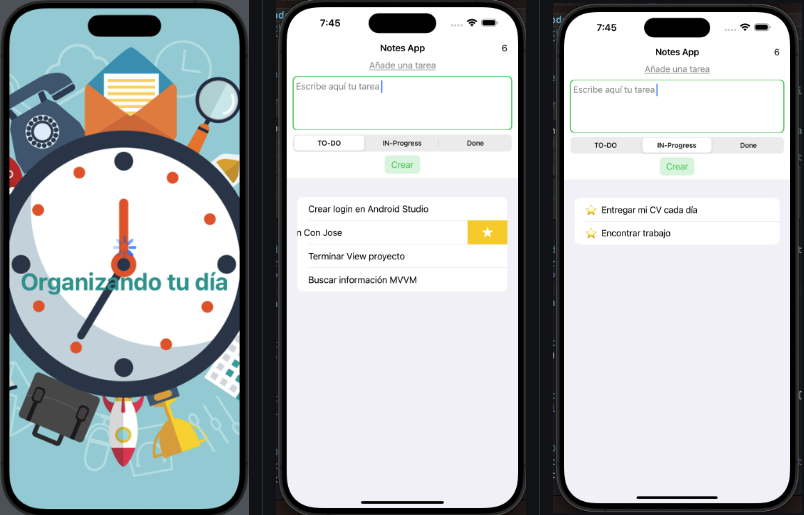 Organizando tu día
7:45
Notes App
6
Añade una tarea
Escribe aquí tu tarea
TO-DO
IN-Progress
Done
Crear
Crear login en Android Studio
n Con Jose
Terminar View proyecto
Buscar información MVVM
7:45
Notes App
6
Añade una tarea
Escribe aquí tu tarea
TO-DO
IN-Progress
Done
Crear
Entregar mi CV cada día
Encontrar trabajo